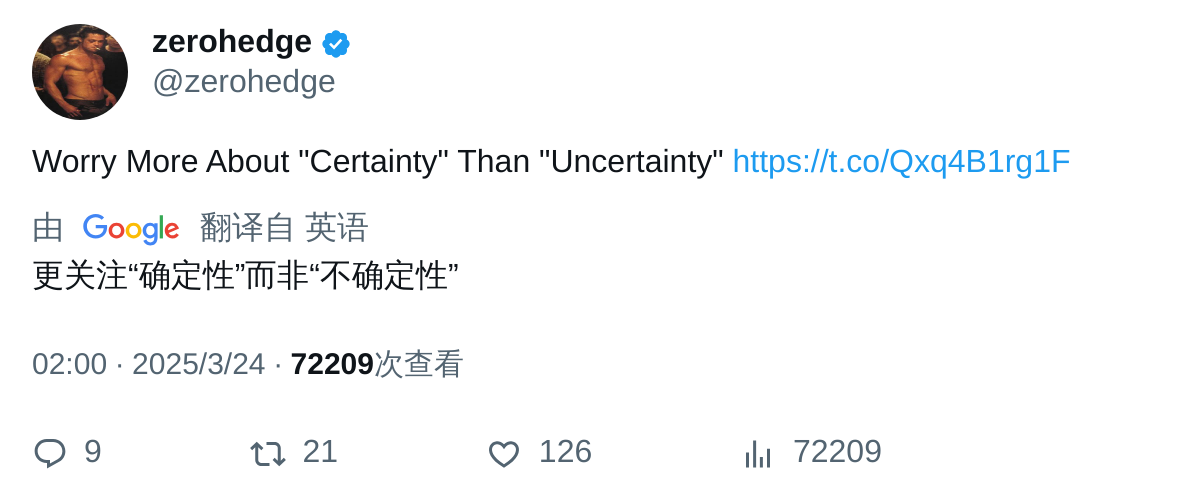 zerohedge
@zerohedge
Worry More About "Certainty" Than "Uncertainty" https://t.co/Qxq4B1rg1F
由 Google 翻译自 英语
更关注“确定性”而非“不确定性”
02:00 · 2025/3/24 · 72209次查看
9 21 126 72209